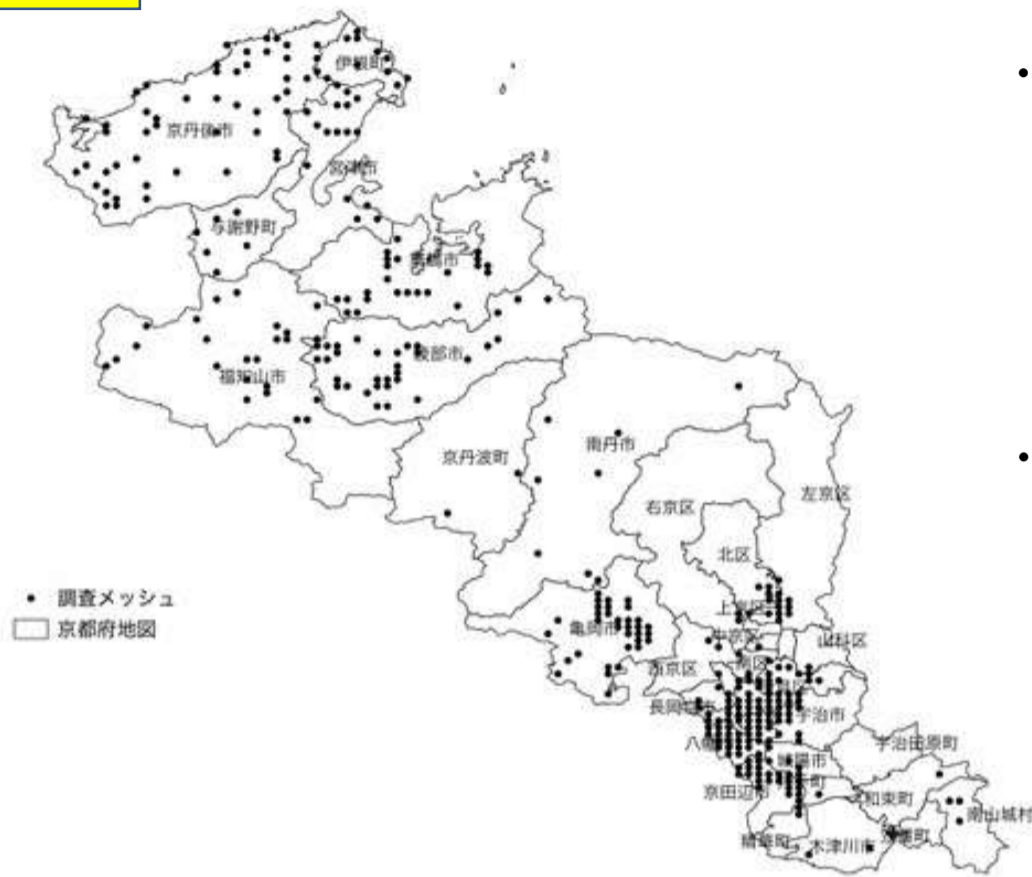 伊根町
京丹後市
宮津市
与謝野町
舞鶴市
綾部市
福知山市
京丹波町
南丹市
左京区
右京区
北区
調査メッシュ
京都府地図
上京区
亀岡市
中京区
山科区
西京区
南区
長岡京市
宇治市
八幡
宇治田原町
城陽市
京田辺市
和束町
南山城村
精華町
木津川市